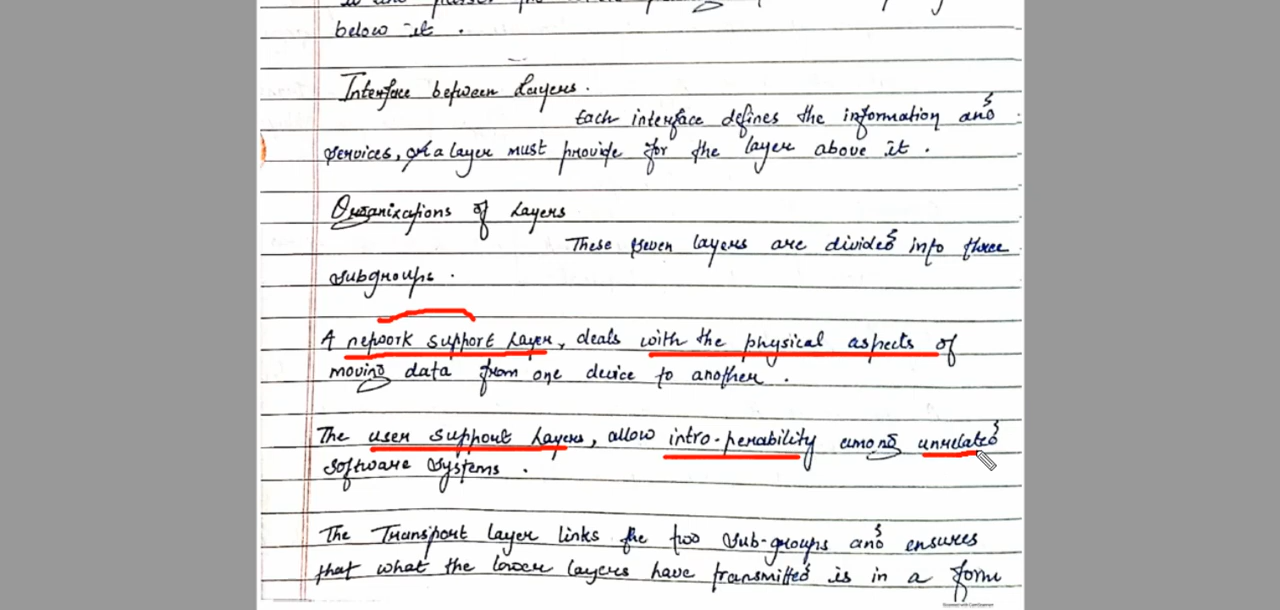 below it .
Interface between Layers .
Each interface defines the information and
services, of a layer must provide for the layer above it .
Organizations of Layers
These seven layers are divided into three
subgroups .
A network support Layer, deals with the physical aspects of
moving data from one device to another .
The user support Layers, allow intro-perability among unrelated
software systems .
The Transport layer links the two sub-groups and ensures
that what the lower layers have transmitted is in a form
Scanned with CamScanner